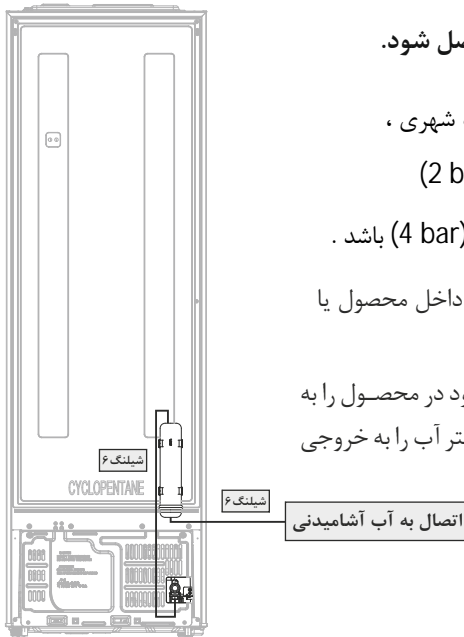 صل شود.
شهری ،
(2 b
(4 bar) باشد .
داخل محصول یا
ود در محصـول را به
تر آب را به خروجی
شیلنگ ۶
CYCLOPENTANE
شیلنگ ۶
اتصال به آب آشامیدنی